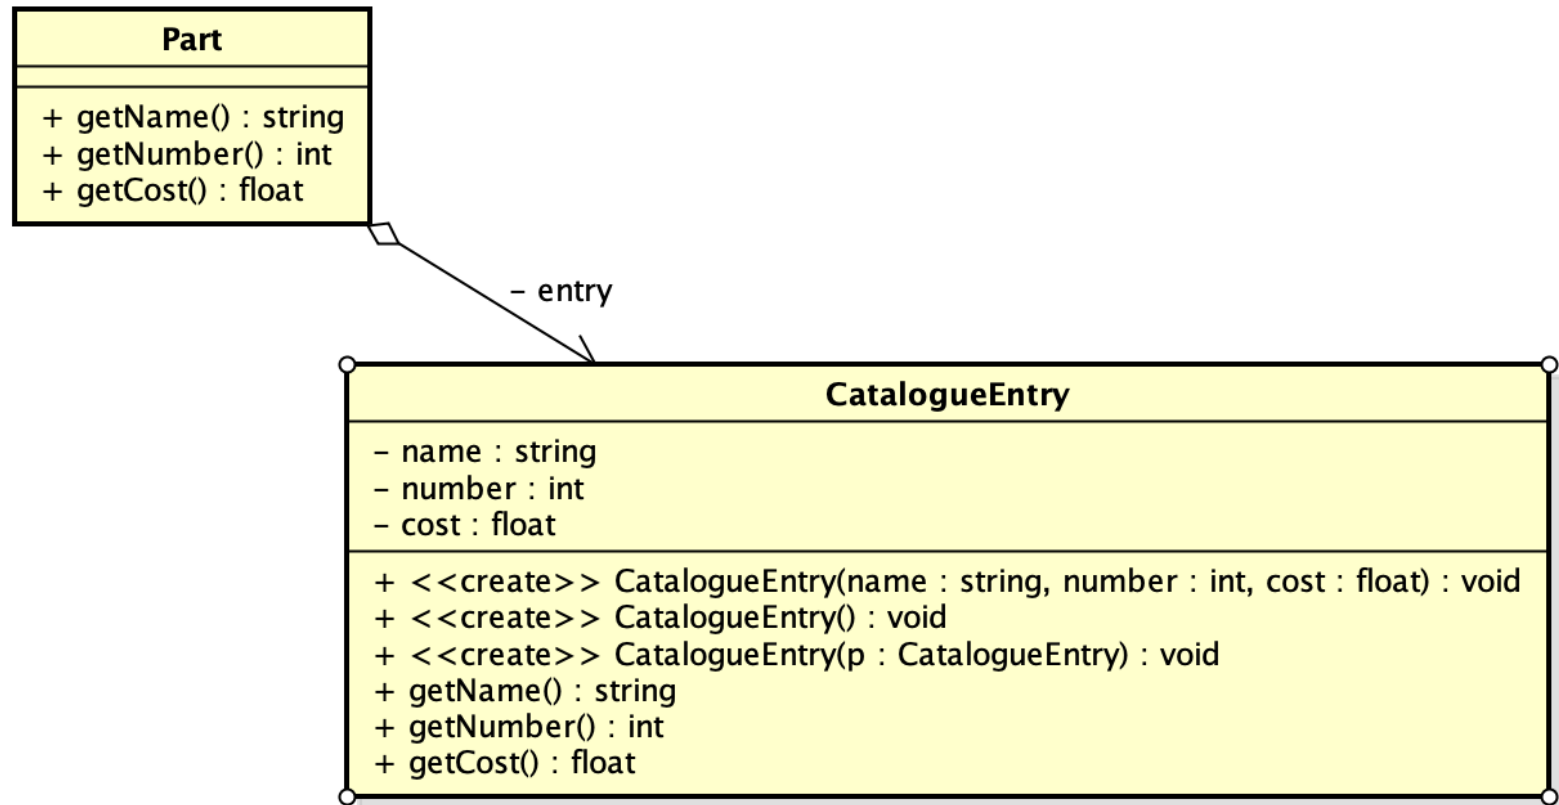 Part
+ getName() : string
+ getNumber() : int
+ getCost() : float
- entry
CatalogueEntry
- name : string
- number : int
- cost : float
+ <<create>> CatalogueEntry(name : string, number : int, cost : float) : void
+ <<create>> CatalogueEntry() : void
+ <<create>> CatalogueEntry(p : CatalogueEntry) : void
+ getName() : string
+ getNumber() : int
+ getCost() : float